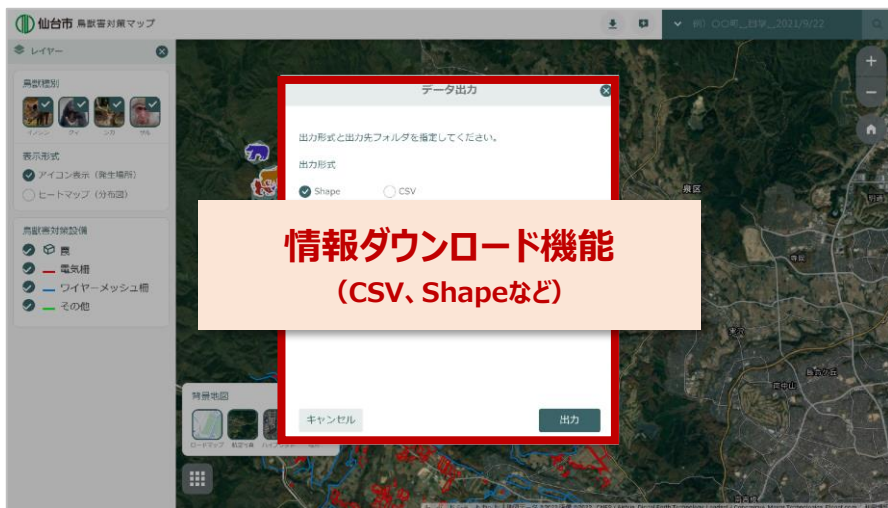 仙台市 鳥獣害対策マップ
レイヤー
鳥獣種別
イノシシ クマ シカ サル
表示形式
アイコン表示（発生場所）
ヒートマップ（分布図）
鳥獣害対策設備
罠
電気柵
ワイヤーメッシュ柵
その他
例）〇〇町__目撃__2021/9/22
データ出力
出力形式と出力先フォルダを指定してください。
出力形式
Shape CSV
情報ダウンロード機能
（CSV、Shapeなど）
キャンセル 出力
背景地図
ロードマップ 航空写真
泉区